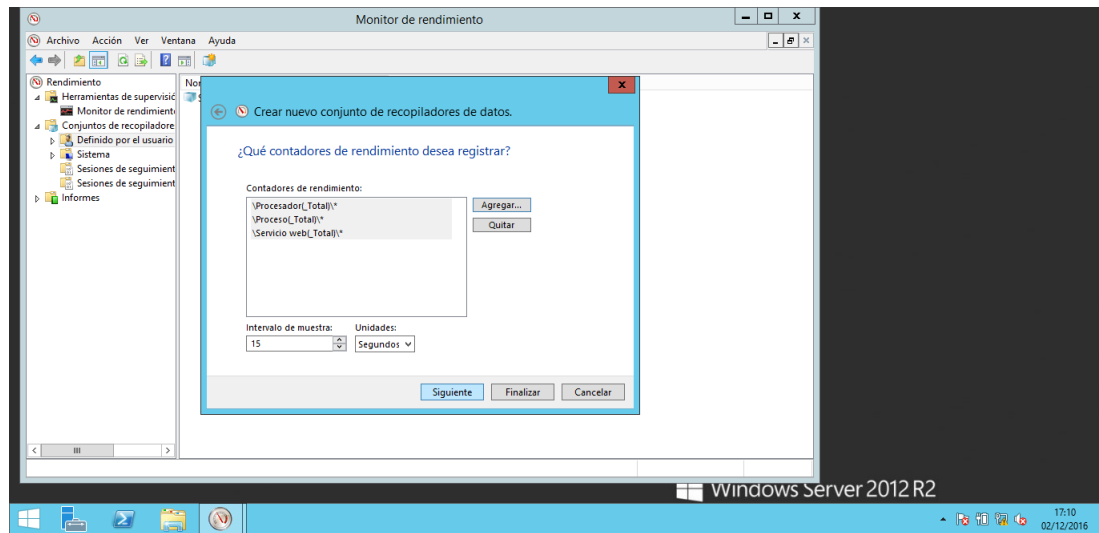 Monitor de rendimiento
Archivo Acción Ver Ventana Ayuda
Rendimiento
Herramientas de supervisió
Monitor de rendimiento
Conjuntos de recopiladore
Definido por el usuario
Sistema
Sesiones de seguimient
Sesiones de seguimient
Informes
Crear nuevo conjunto de recopiladores de datos.
¿Qué contadores de rendimiento desea registrar?
Contadores de rendimiento:
\Procesador(_Total)\*
\Proceso(_Total)\*
\Servicio web(_Total)\*
Agregar...
Quitar
Intervalo de muestra: Unidades:
15 Segundos
Siguiente Finalizar Cancelar
Windows Server 2012 R2
17:10
02/12/2016